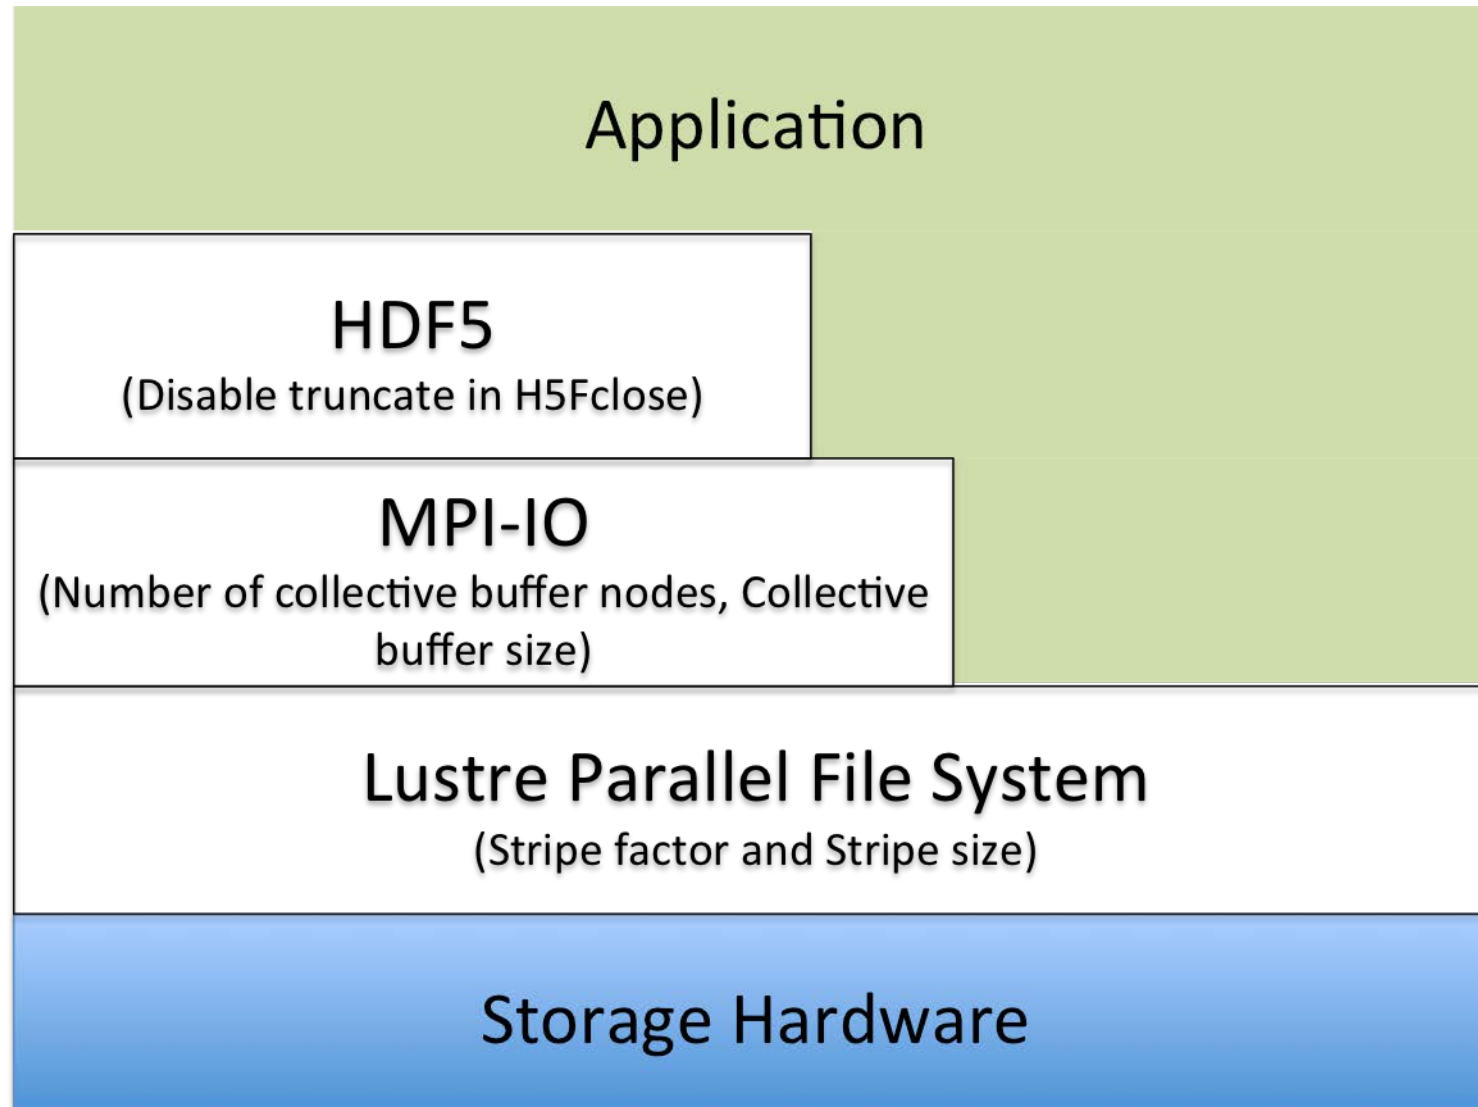 Application
HDF5
(Disable truncate in H5Fclose)
MPI-IO
(Number of collective buffer nodes, Collective
buffer size)
Lustre Parallel File System
(Stripe factor and Stripe size)
Storage Hardware